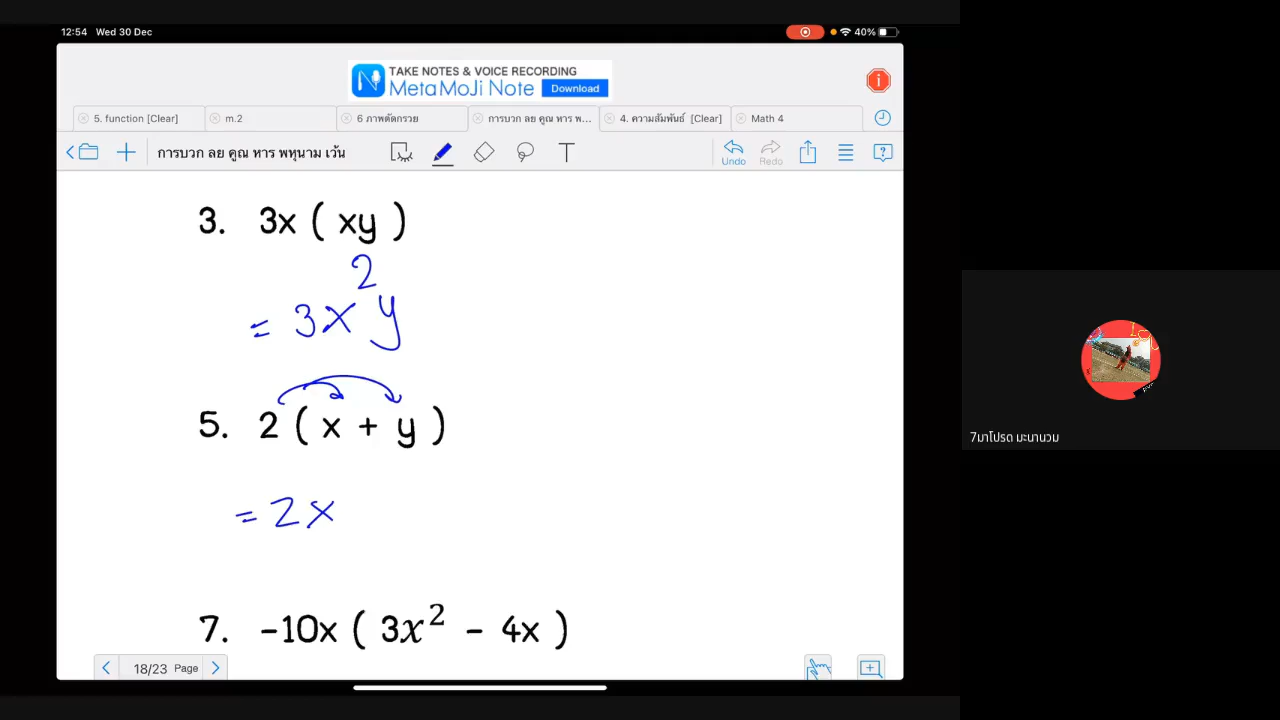 12:54 Wed 30 Dec
40%
TAKE NOTES & VOICE RECORDING
MetaMoJi Note
Download
5. function [Clear]
m.2
6 ภาพตัดกรวย
การบวก ลย คูณ หาร พ...
4. ความสัมพันธ์ [Clear]
Math 4
การบวก ลย คูณ หาร พหุนาม เว้น
T
Undo
Redo
3. 3x ( xy )
= 3x²y
5. 2 ( x + y )
= 2x
7. -10x ( 3x² - 4x )
18/23 Page
7มาโปรด มะนานวม